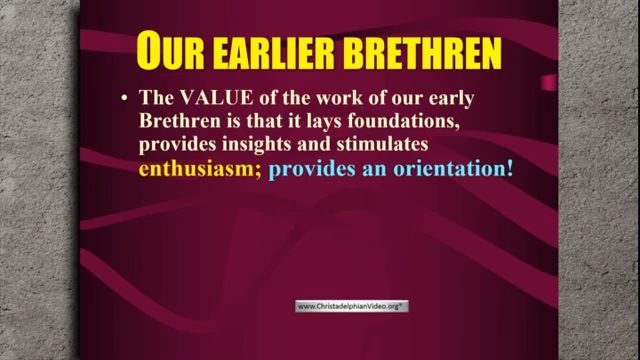 OUR EARLIER BRETHREN
• The VALUE of the work of our early
Brethren is that it lays foundations,
provides insights and stimulates
enthusiasm; provides an orientation!
www.ChristadelphianVideo.org®